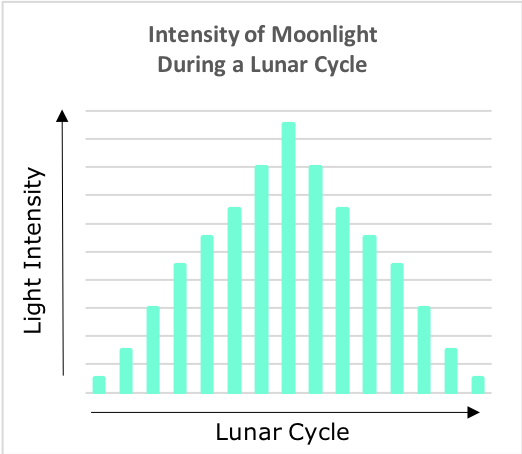 Intensity of Moonlight
During a Lunar Cycle
Light Intensity
Lunar Cycle